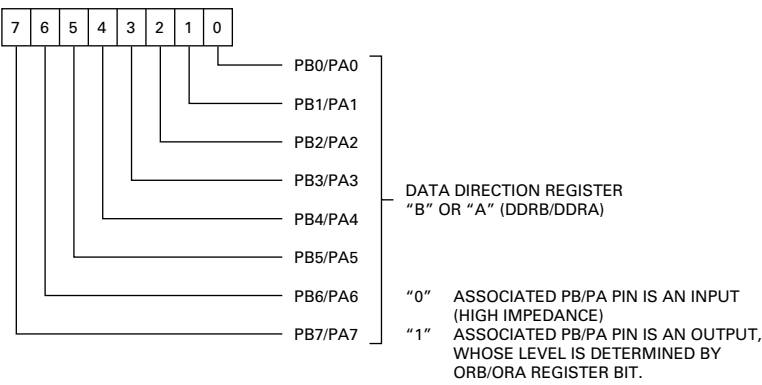 7 6 5 4 3 2 1 0
PB0/PA0
PB1/PA1
PB2/PA2
PB3/PA3
PB4/PA4
PB5/PA5
PB6/PA6
PB7/PA7
DATA DIRECTION REGISTER
“B” OR “A” (DDRB/DDRA)
“0” ASSOCIATED PB/PA PIN IS AN INPUT
(HIGH IMPEDANCE)
“1” ASSOCIATED PB/PA PIN IS AN OUTPUT,
WHOSE LEVEL IS DETERMINED BY
ORB/ORA REGISTER BIT.